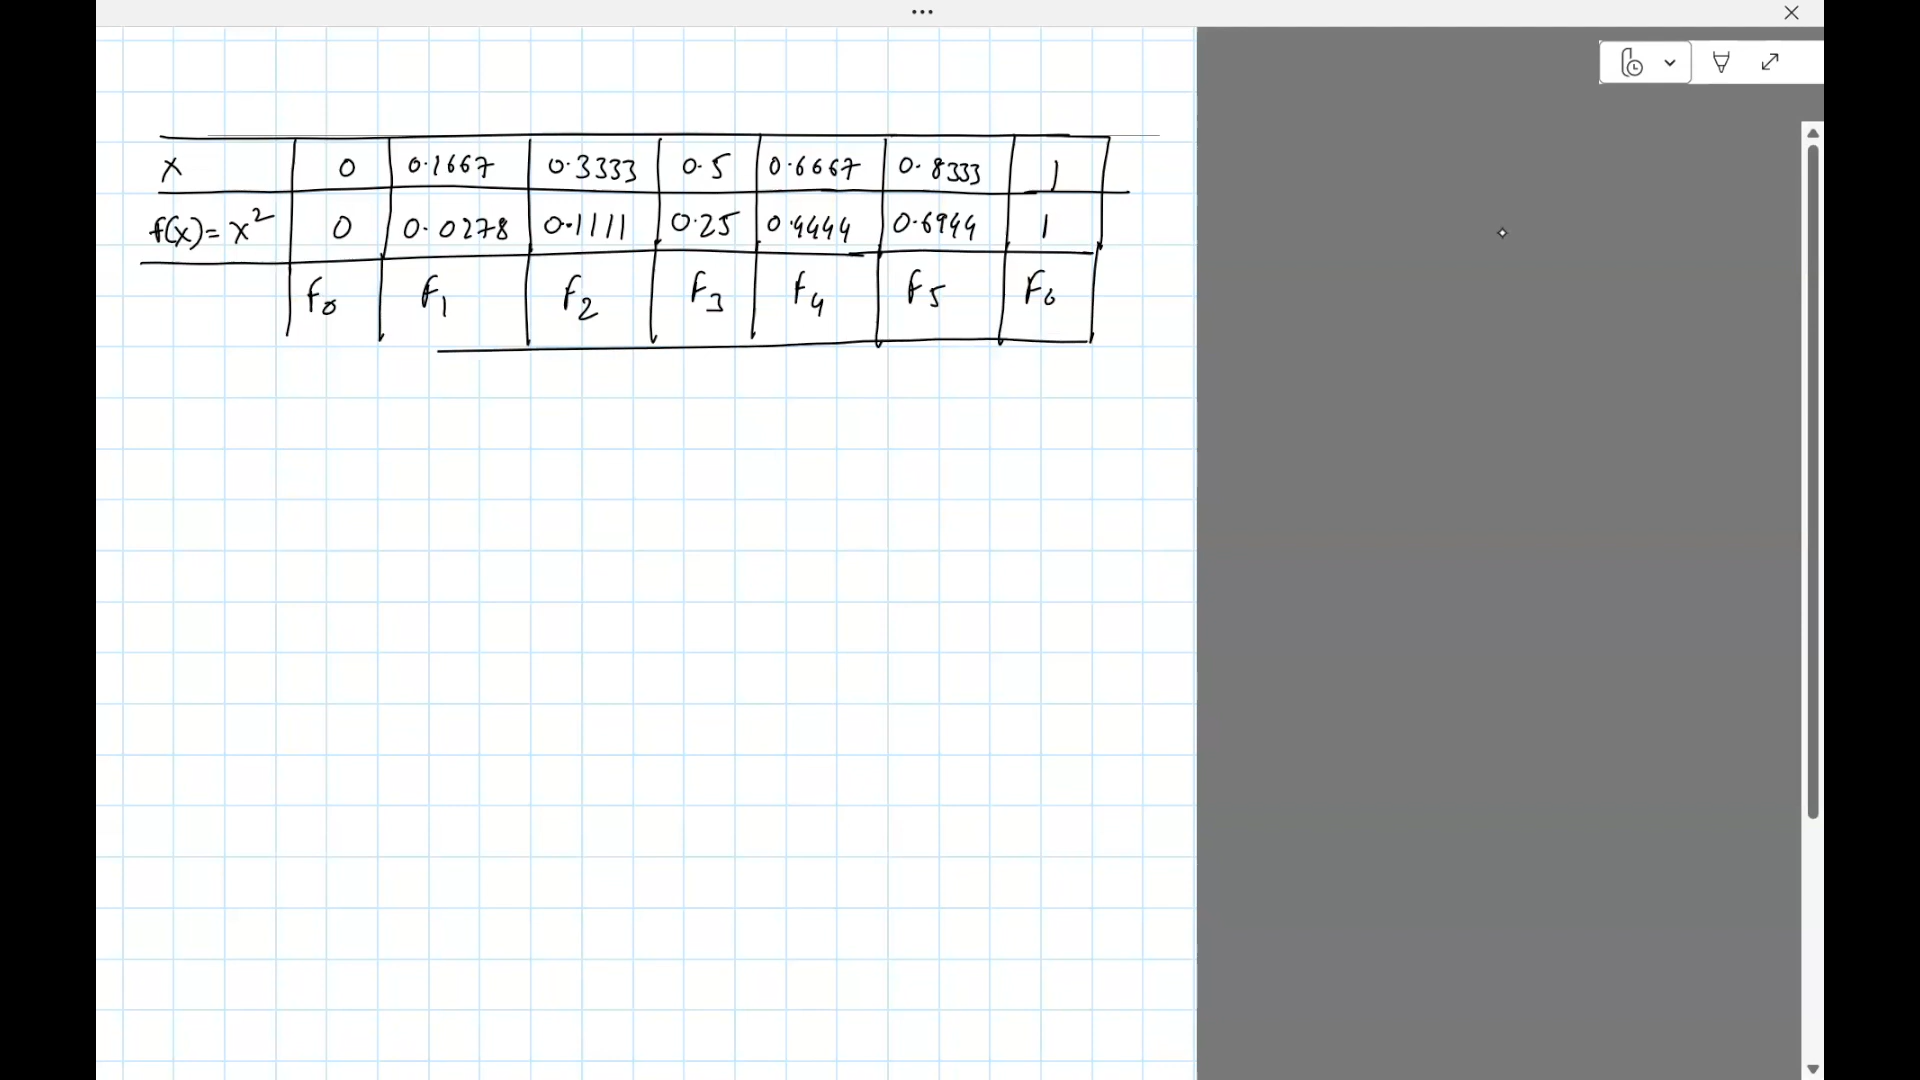 x 0 0.1667 0.3333 0.5 0.6667 0.8333 1
f(x)= x² 0 0.0278 0.1111 0.25 0.4444 0.6944 1
F₀ F₁ F₂ F₃ F₄ F₅ F₆